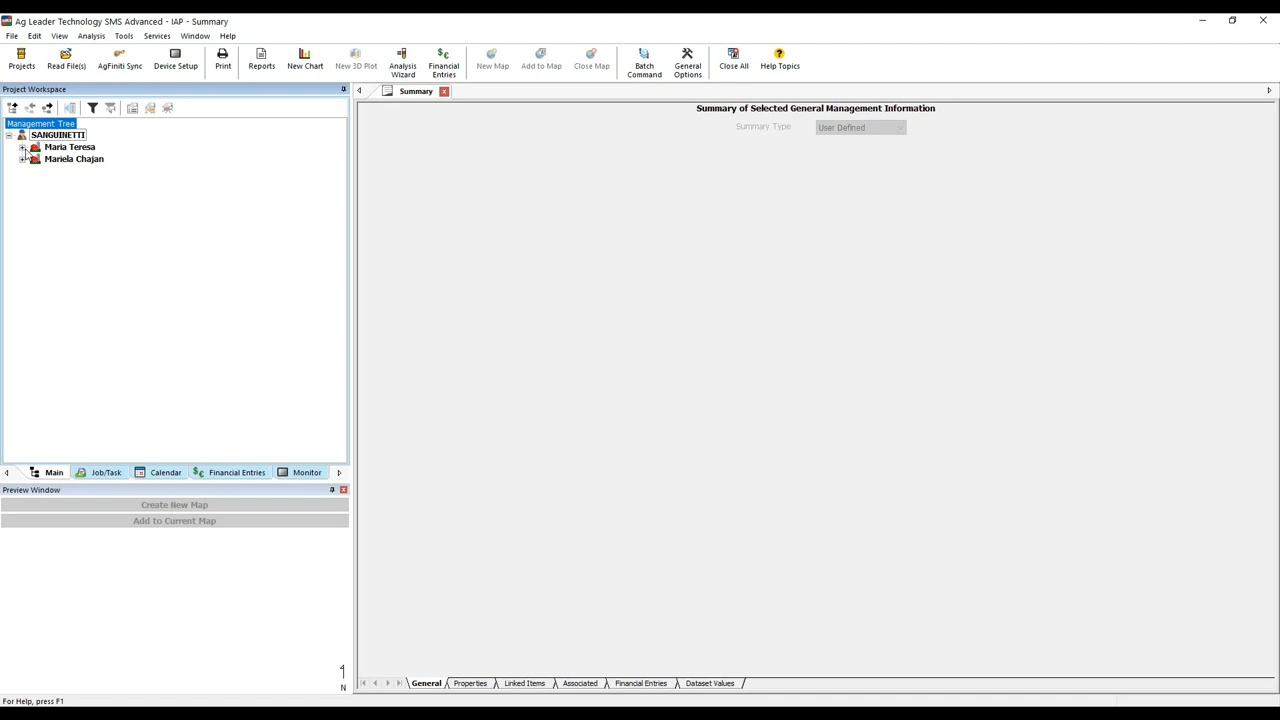 Ag Leader Technology SMS Advanced - IAP - Summary
File Edit View Analysis Tools Services Window Help
Projects Read File(s) AgFiniti Sync Device Setup Print Reports New Chart New 3D Plot Analysis Wizard Financial Entries New Map Add to Map Close Map Batch Command General Options Close All Help Topics
Project Workspace
Summary
Management Tree
SANGUINETTI
Maria Teresa
Mariela Chajan
Summary of Selected General Management Information
Summary Type User Defined
Main Job/Task Calendar Financial Entries Monitor
Preview Window
Create New Map
Add to Current Map
N
General Properties Linked Items Associated Financial Entries Dataset Values
For Help, press F1